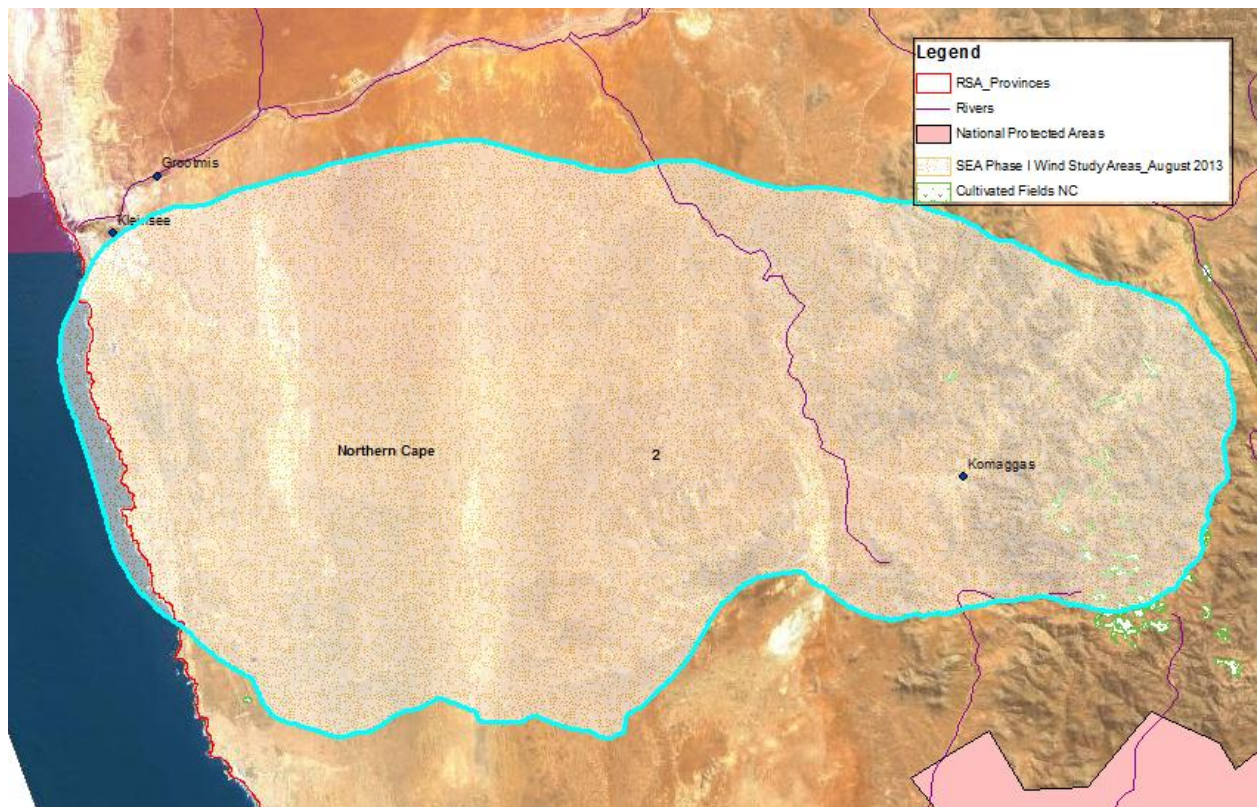 Legend
RSA_Provinces
Rivers
National Protected Areas
SEA Phase I Wind Study Areas_August 2013
Cultivated Fields NC
Grootmis
Kleinsee
Northern Cape
2
Komaggas